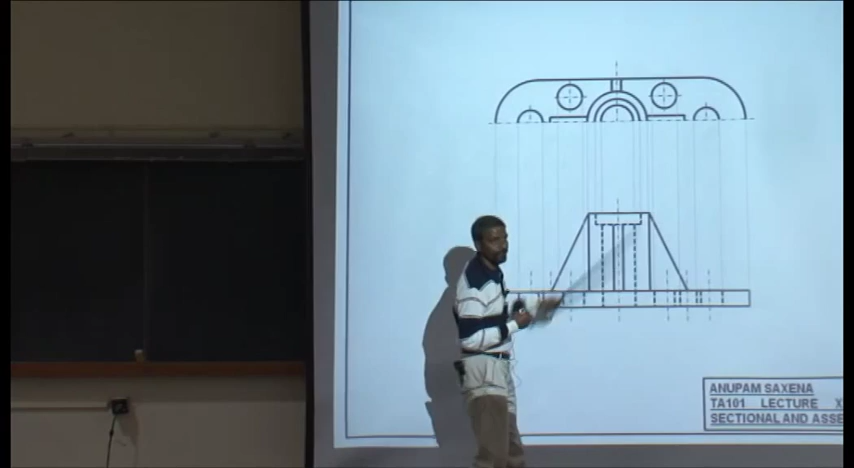 ANUPAM SAXENA
TA101 LECTURE X
SECTIONAL AND ASSE